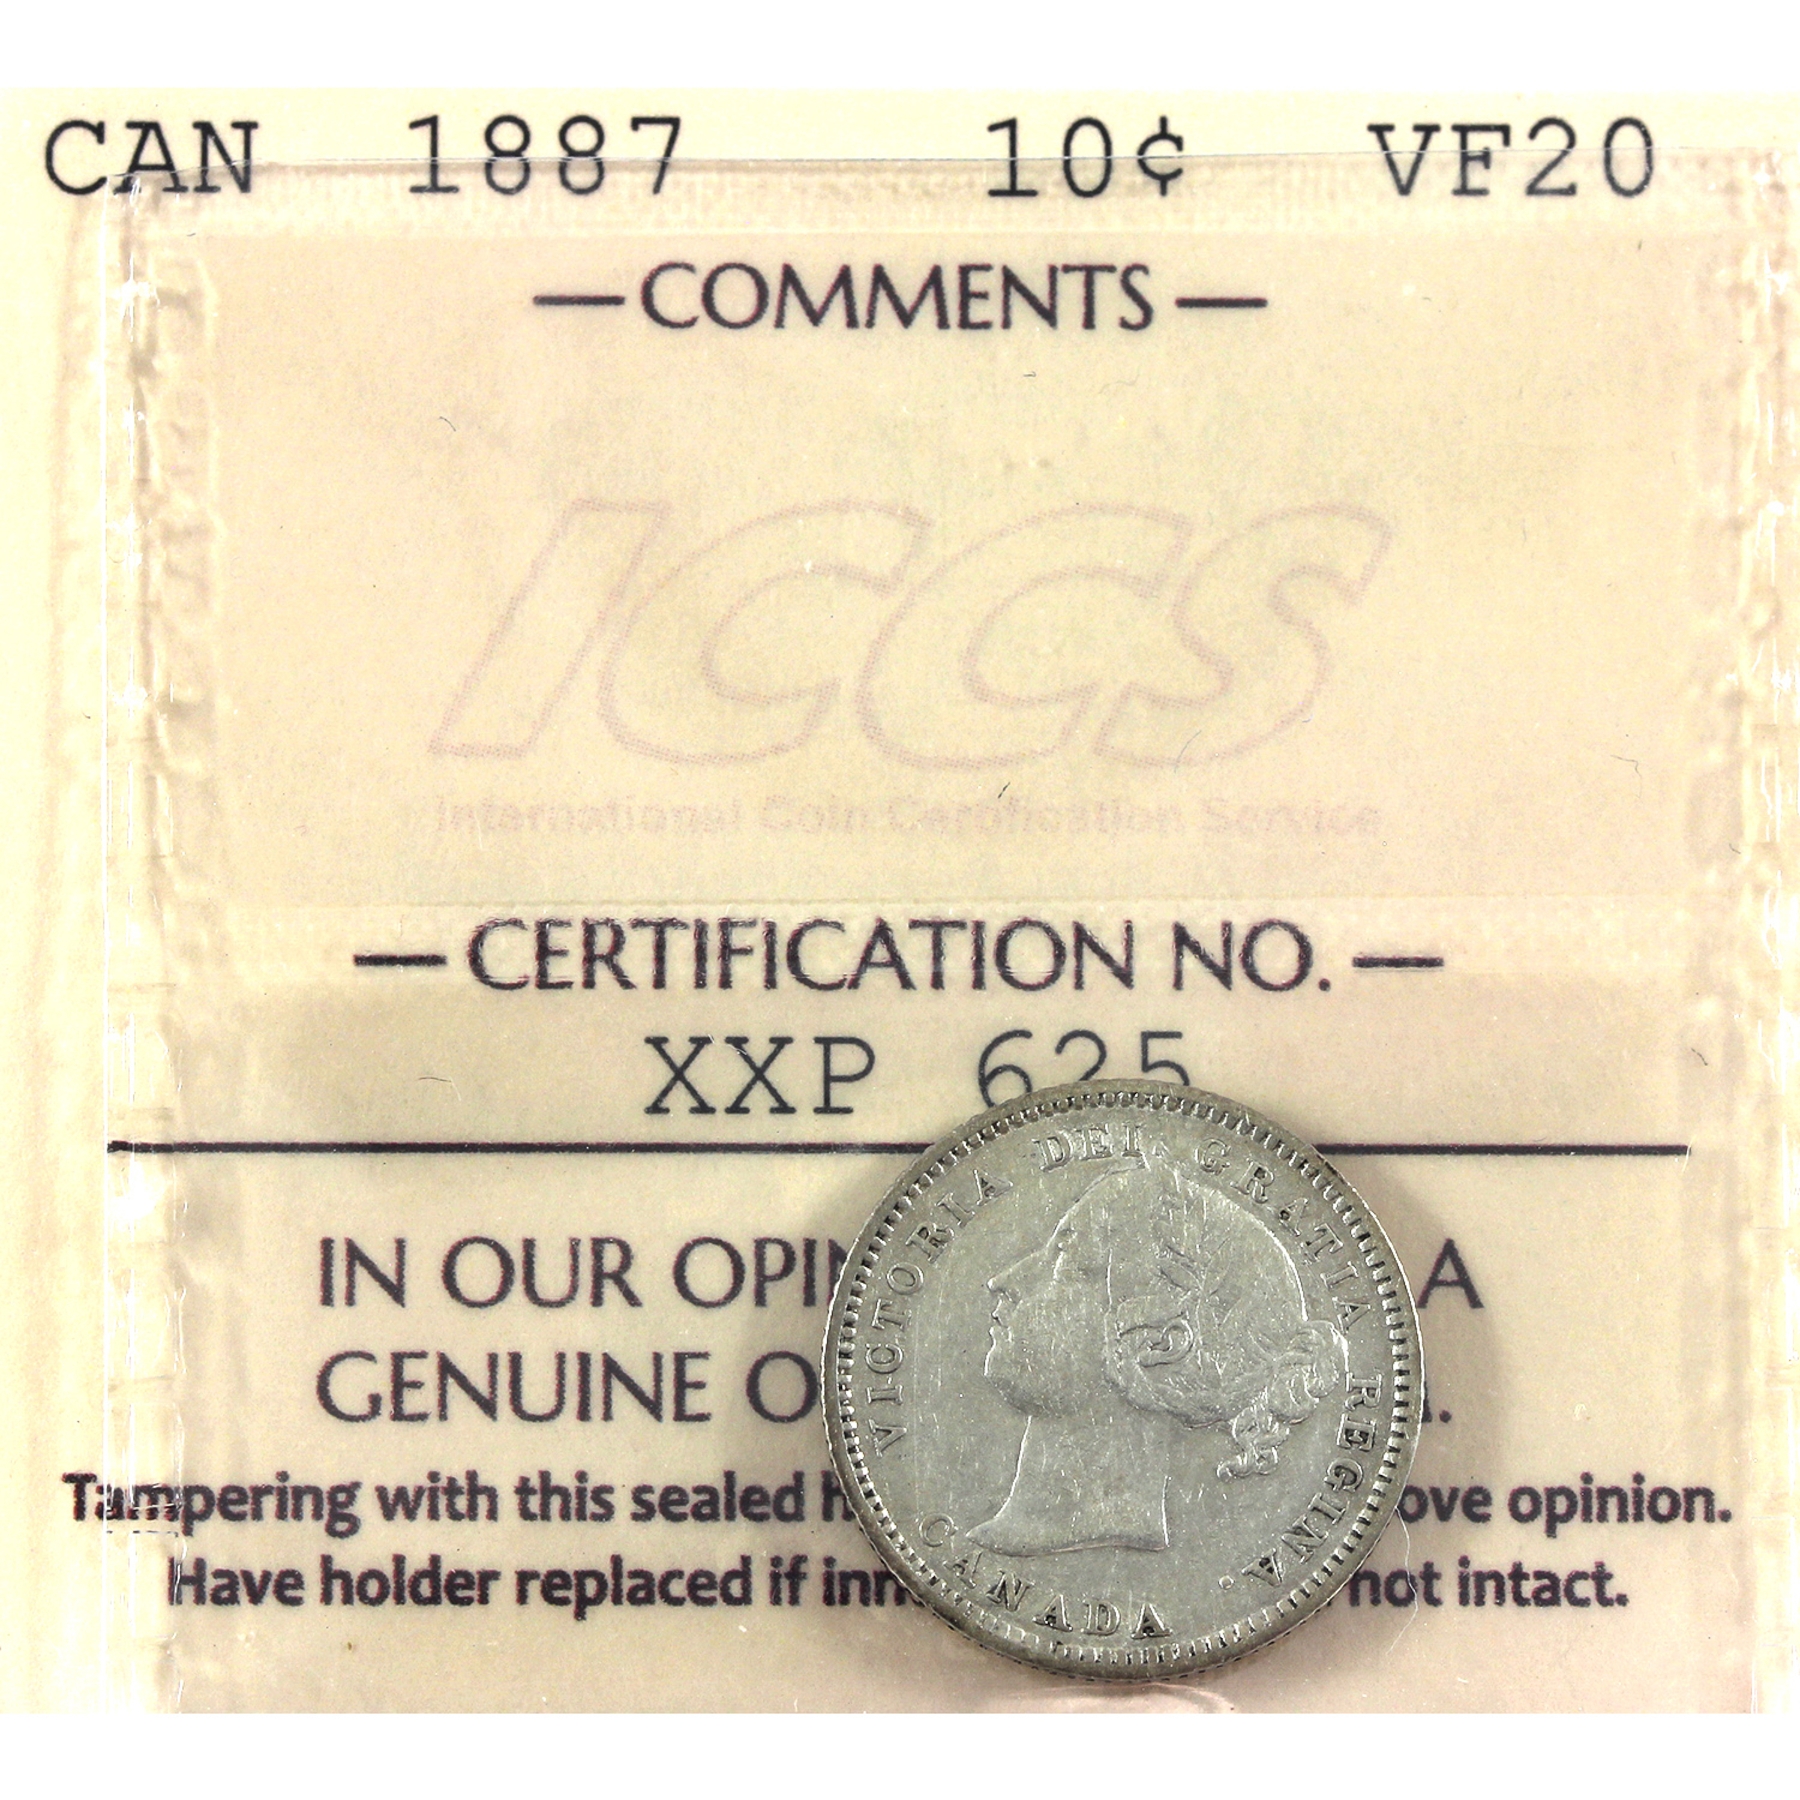 CAN 1887 10¢ VF20
—COMMENTS—
ICCS
International Coin Certification Service
—CERTIFICATION NO.—
XXP 625
IN OUR OPIN A
GENUINE O .
Tampering with this sealed h ove opinion.
Have holder replaced if inn not intact.
VICTORIA DEI GRATIA REGINA.
CANADA